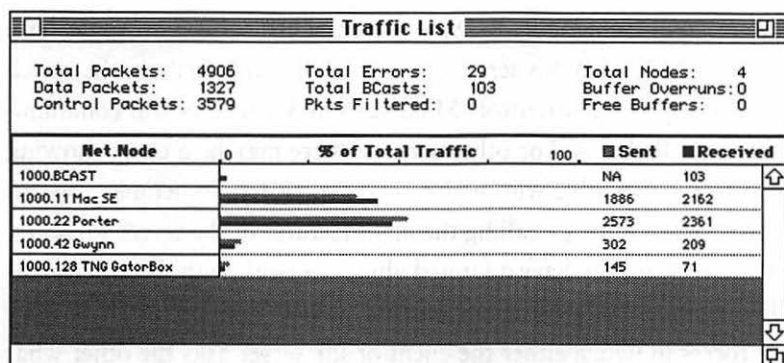 Traffic List
Total Packets: 4906 Total Errors: 29 Total Nodes: 4
Data Packets: 1327 Total BCasts: 103 Buffer Overruns: 0
Control Packets: 3579 Pkts Filtered: 0 Free Buffers: 0
Net.Node 0 % of Total Traffic 100 Sent Received
1000.BCAST NA 103
1000.11 Mac SE 1886 2162
1000.22 Porter 2573 2361
1000.42 Gwynn 302 209
1000.128 TNG GatorBox 145 71